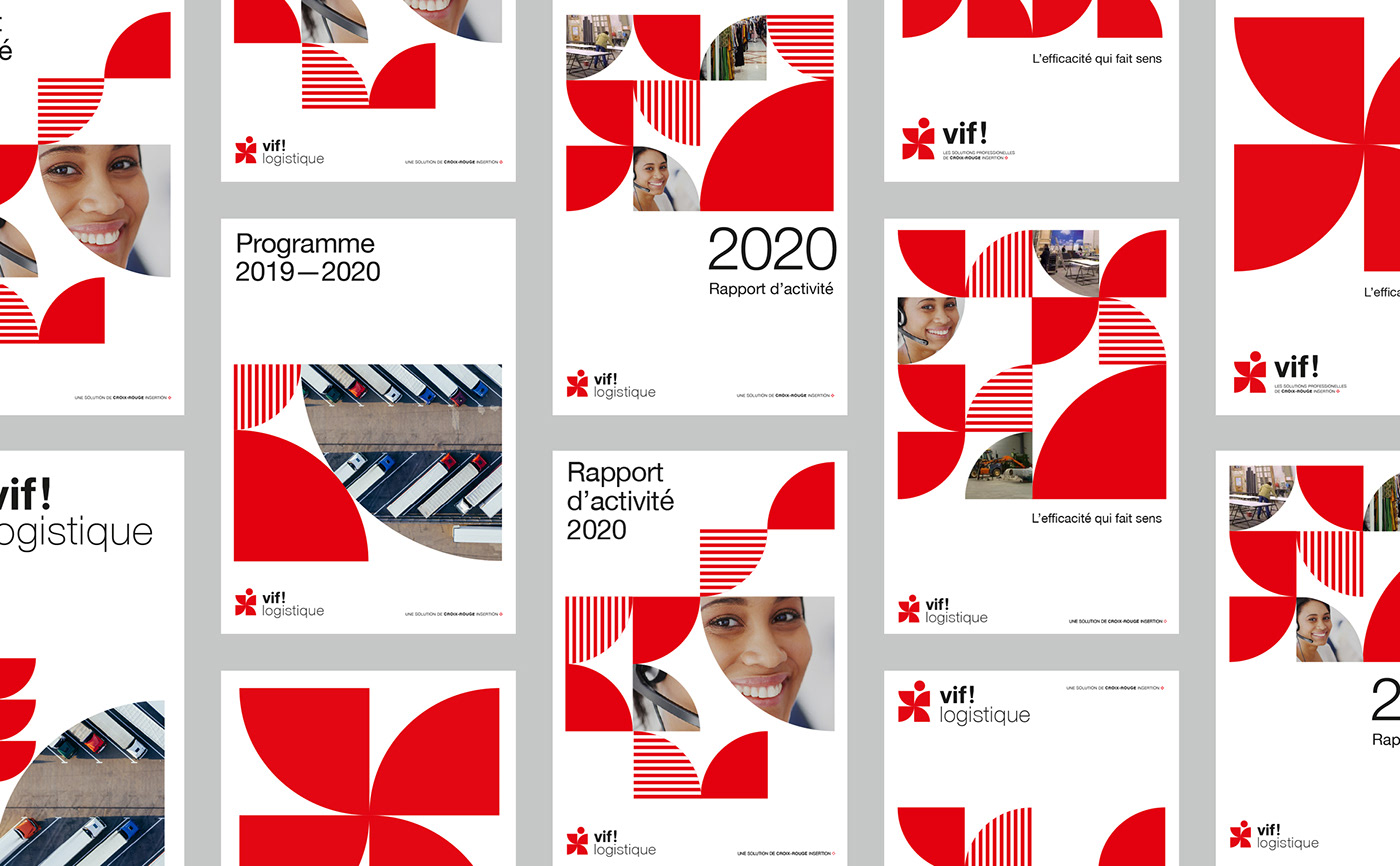 é
UNE SOLUTION DE CROIX-ROUGE INSERTION
vif!
logistique
vif!
logistique
UNE SOLUTION DE CROIX-ROUGE INSERTION
Programme
2019—2020
vif!
logistique
UNE SOLUTION DE CROIX-ROUGE INSERTION
2020
Rapport d'activité
vif!
logistique
UNE SOLUTION DE CROIX-ROUGE INSERTION
Rapport
d'activité
2020
vif!
logistique
UNE SOLUTION DE CROIX-ROUGE INSERTION
L'efficacité qui fait sens
vif!
LES SOLUTIONS PROFESSIONELLES
DE CROIX-ROUGE INSERTION
L'efficacité qui fait sens
vif!
logistique
UNE SOLUTION DE CROIX-ROUGE INSERTION
vif!
logistique
UNE SOLUTION DE CROIX-ROUGE INSERTION
L'effica
vif!
LES SOLUTIONS PROFESSIONELLES
DE CROIX-ROUGE INSERTION
2
Rap
vif!
logistique